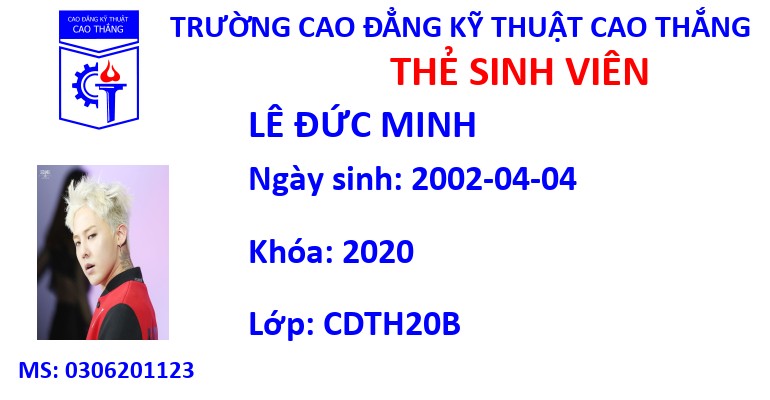 CAO ĐẲNG KỸ THUẬT
CAO THẮNG
TRƯỜNG CAO ĐẲNG KỸ THUẬT CAO THẮNG
THẺ SINH VIÊN
LÊ ĐỨC MINH
Ngày sinh: 2002-04-04
Khóa: 2020
Lớp: CDTH20B
MS: 0306201123